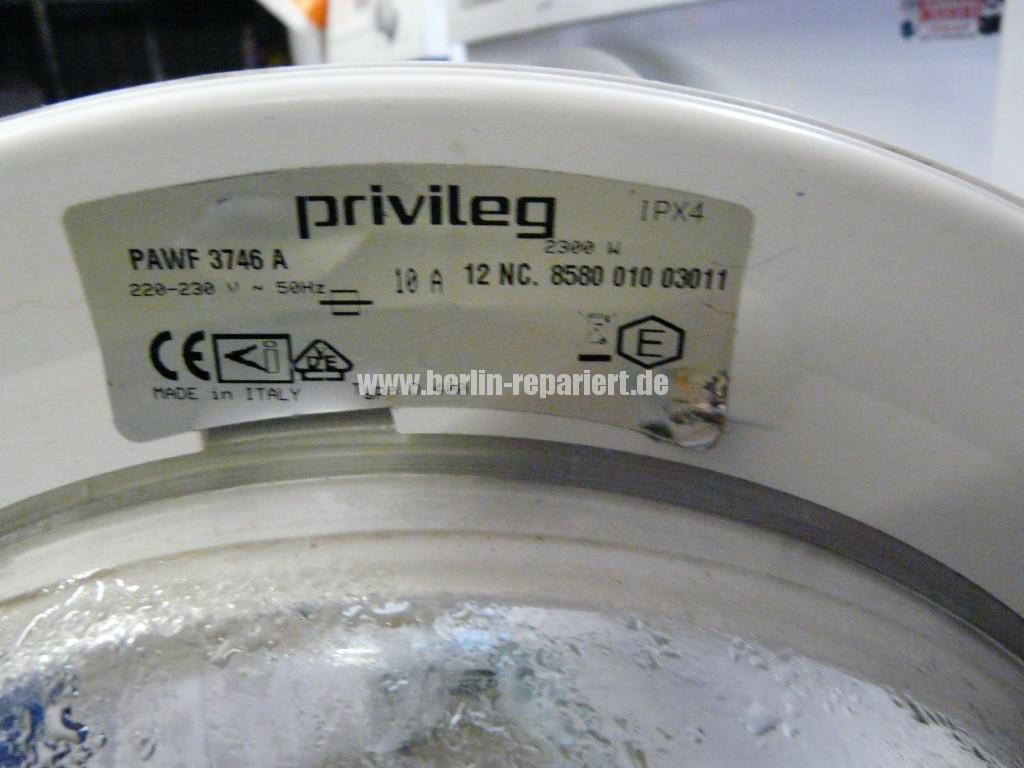 privileg
IPX4
2300 W
PAWF 3746 A
10 A
12 NC. 8580 010 03011
220-230 V ~ 50Hz
CE
VDE
E
MADE in ITALY
www.berlin-repariert.de